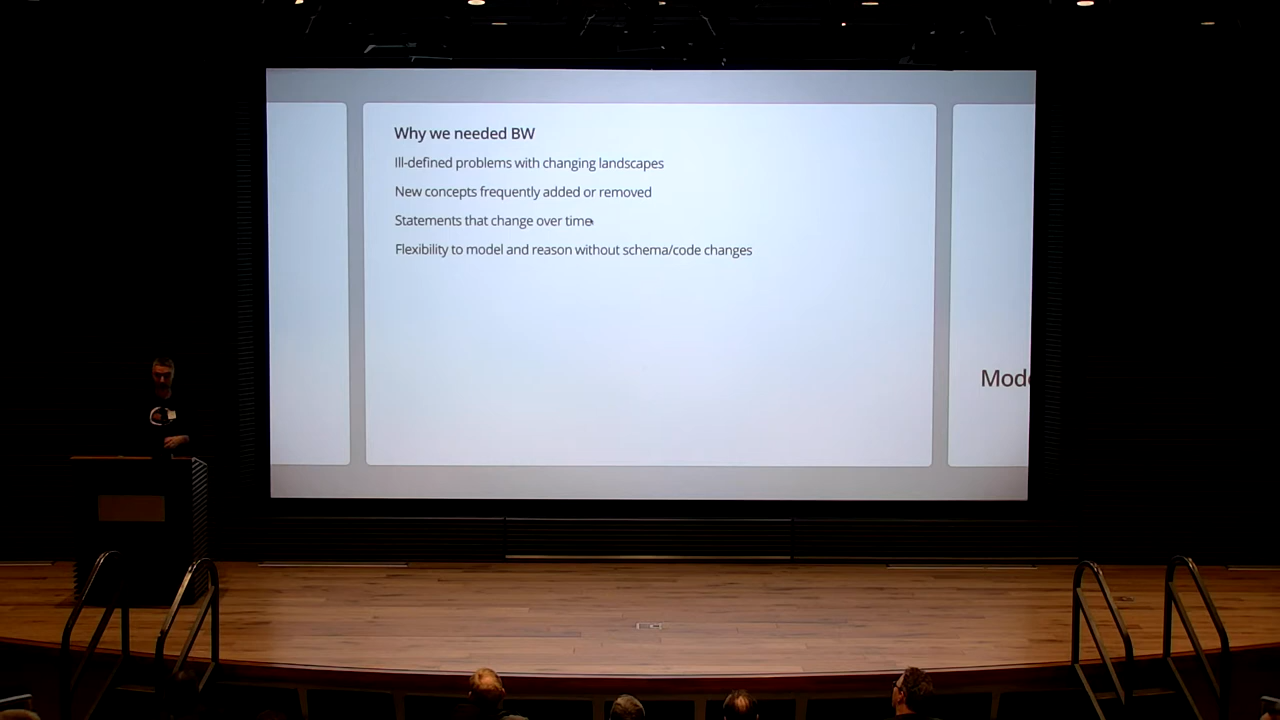 Why we needed BW
Ill-defined problems with changing landscapes
New concepts frequently added or removed
Statements that change over time
Flexibility to model and reason without schema/code changes
Mod